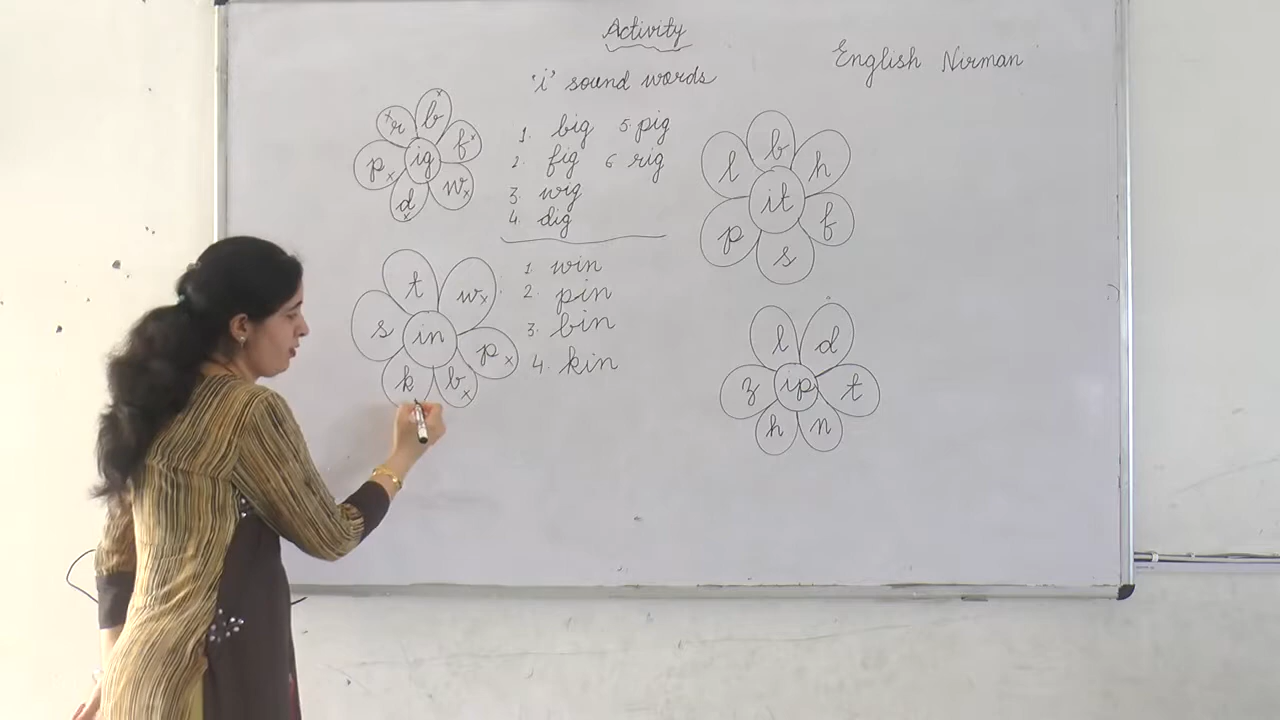 Activity
English Nirman
'i' sound words
r x
b x
f x
p x
ig
w x
d x
1. big 5. pig
2. fig 6 rig
3. wig
4. dig
l
b
h
it
p
f
s
t
w x
s
in
p x
k
b x
1. win
2. pin
3. bin
4. kin
l
d
z
ip
t
h
n